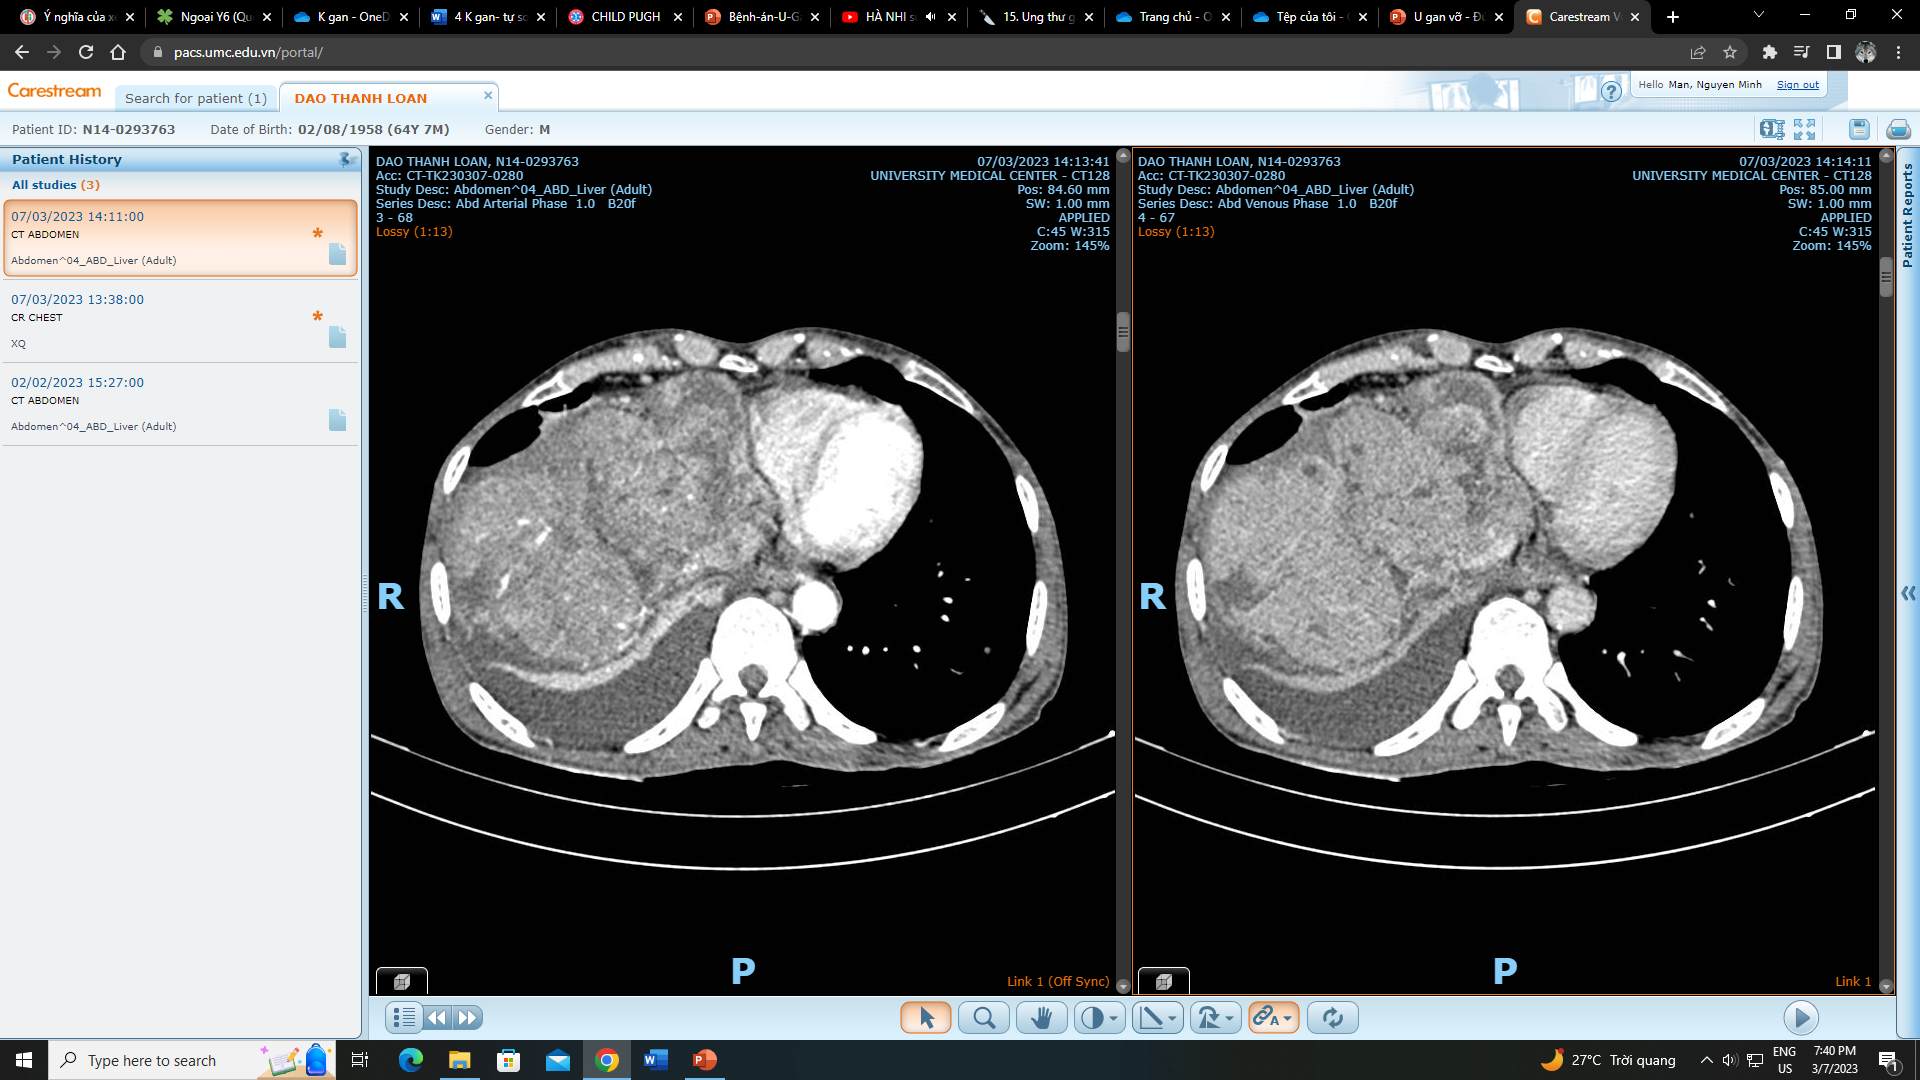 Ý nghĩa của xé
Ngoại Y6 (Qu
K gan - OneD
4 K gan- tự so
CHILD PUGH
Bệnh-án-U-G
HÀ NHI s
15. Ung thư g
Trang chủ - O
Tệp của tôi -
U gan vỡ - Đ
Carestream V
pacs.umc.edu.vn/portal/
Carestream
Search for patient (1)
DAO THANH LOAN
Hello Man, Nguyen Minh
Sign out
Patient ID: N14-0293763
Date of Birth: 02/08/1958 (64Y 7M)
Gender: M
Patient History
All studies (3)
07/03/2023 14:11:00
CT ABDOMEN
Abdomen^04_ABD_Liver (Adult)
07/03/2023 13:38:00
CR CHEST
XQ
02/02/2023 15:27:00
CT ABDOMEN
Abdomen^04_ABD_Liver (Adult)
DAO THANH LOAN, N14-0293763
Acc: CT-TK230307-0280
Study Desc: Abdomen^04_ABD_Liver (Adult)
Series Desc: Abd Arterial Phase 1.0 B20f
3 - 68
Lossy (1:13)
07/03/2023 14:13:41
UNIVERSITY MEDICAL CENTER - CT128
Pos: 84.60 mm
SW: 1.00 mm
APPLIED
C:45 W:315
Zoom: 145%
R
P
Link 1 (Off Sync)
DAO THANH LOAN, N14-0293763
Acc: CT-TK230307-0280
Study Desc: Abdomen^04_ABD_Liver (Adult)
Series Desc: Abd Venous Phase 1.0 B20f
4 - 67
Lossy (1:13)
07/03/2023 14:14:11
UNIVERSITY MEDICAL CENTER - CT128
Pos: 85.00 mm
SW: 1.00 mm
APPLIED
C:45 W:315
Zoom: 145%
R
P
Link 1
Patient Reports
Type here to search
27°C Trời quang
ENG
US
7:40 PM
3/7/2023
1